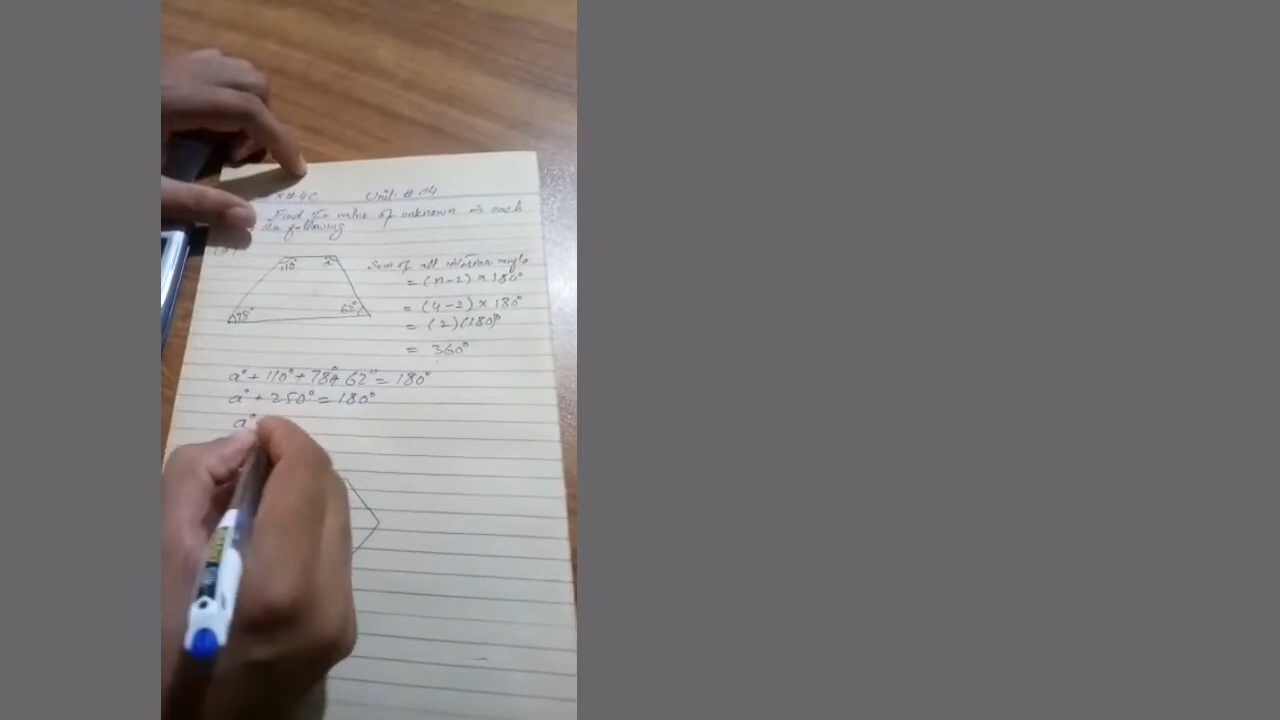 4C Unit # 04
Find the value of unknown in each
the following
110° a°
78° 62°
Sum of all interior angle
= (n-2) × 180°
= (4-2) × 180°
= (2)(180)°
= 360°
a° + 110° + 78° + 62° = 180°
a° + 250° = 180°
a°